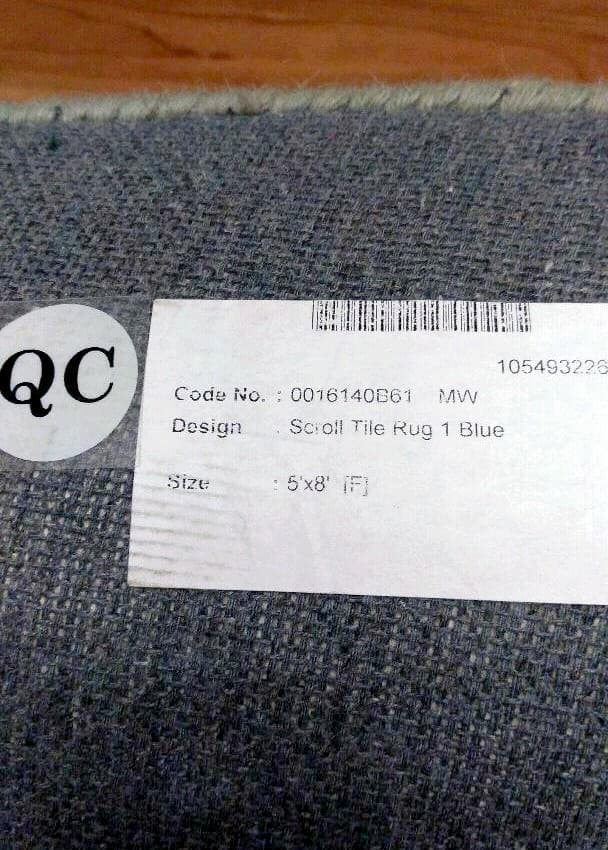 QC
105493226
Code No. : 0016140B61 MW
Design : Scroll Tile Rug 1 Blue
Size : 5'x8' [F]